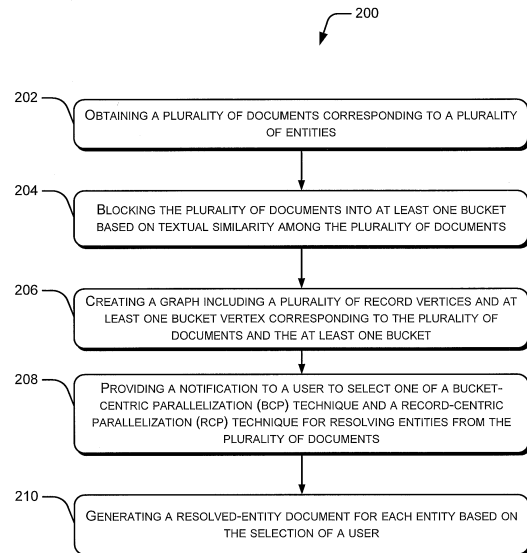 200
202
OBTAINING A PLURALITY OF DOCUMENTS CORRESPONDING TO A PLURALITY
OF ENTITIES
204
BLOCKING THE PLURALITY OF DOCUMENTS INTO AT LEAST ONE BUCKET
BASED ON TEXTUAL SIMILARITY AMONG THE PLURALITY OF DOCUMENTS
206
CREATING A GRAPH INCLUDING A PLURALITY OF RECORD VERTICES AND AT
LEAST ONE BUCKET VERTEX CORRESPONDING TO THE PLURALITY OF
DOCUMENTS AND THE AT LEAST ONE BUCKET
208
PROVIDING A NOTIFICATION TO A USER TO SELECT ONE OF A BUCKET-
CENTRIC PARALLELIZATION (BCP) TECHNIQUE AND A RECORD-CENTRIC
PARALLELIZATION (RCP) TECHNIQUE FOR RESOLVING ENTITIES FROM THE
PLURALITY OF DOCUMENTS
210
GENERATING A RESOLVED-ENTITY DOCUMENT FOR EACH ENTITY BASED ON
THE SELECTION OF A USER